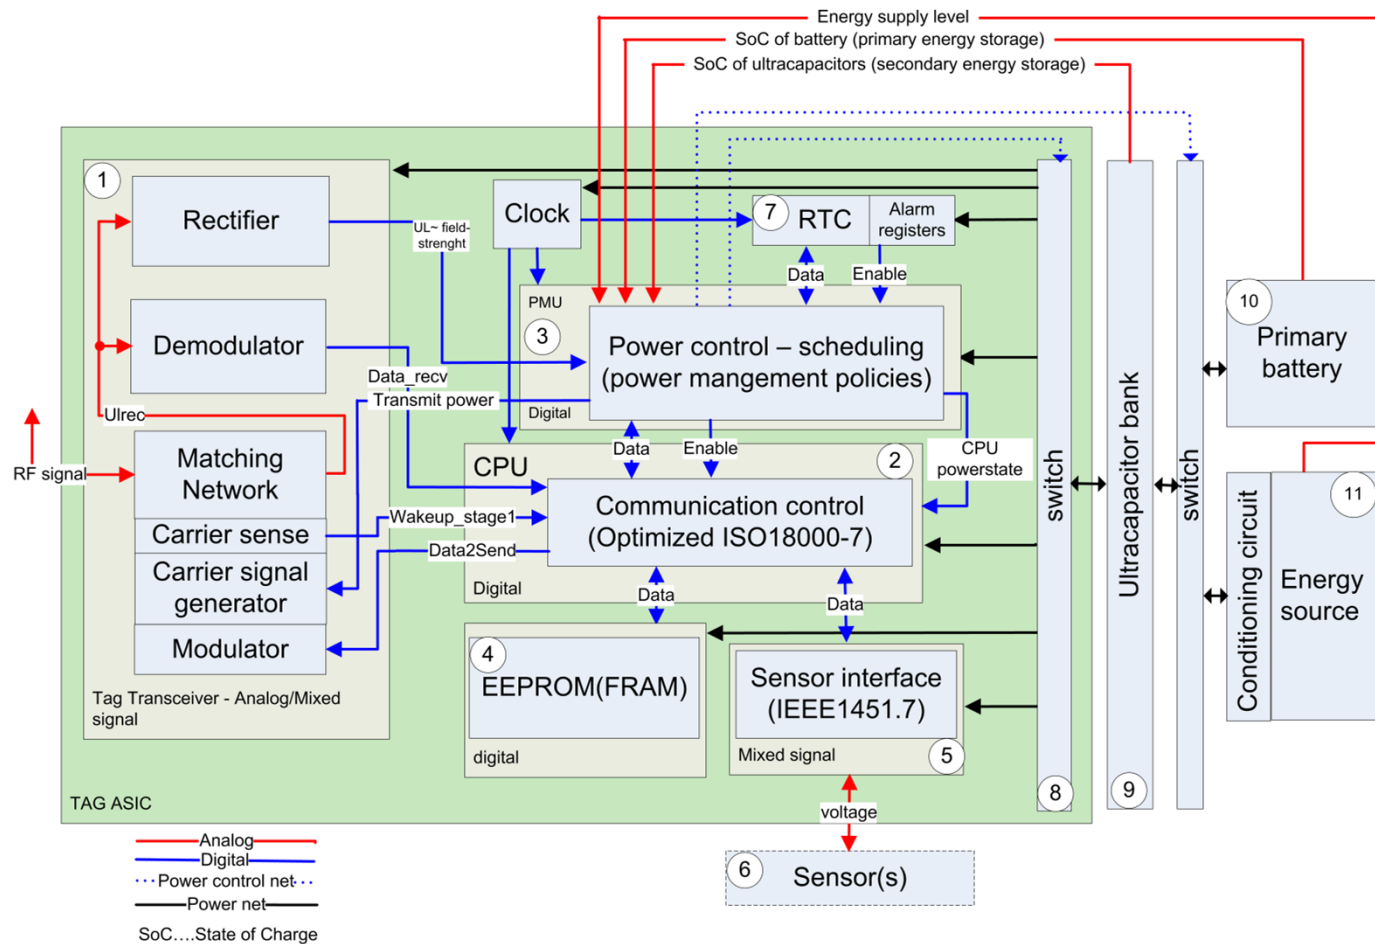 Energy supply level
SoC of battery (primary energy storage)
SoC of ultracapacitors (secondary energy storage)
1
Rectifier
UL~ field-
strenght
Clock
7
RTC
Alarm
registers
Data
Enable
PMU
3
Power control – scheduling
(power mangement policies)
Digital
Demodulator
Data_recv
Transmit power
UIrec
RF signal
Matching
Network
Carrier sense
Carrier signal
generator
Modulator
Tag Transceiver - Analog/Mixed
signal
Data
Enable
CPU
powerstate
CPU
2
Communication control
(Optimized ISO18000-7)
Digital
Wakeup_stage1
Data2Send
Data
Data
4
EEPROM(FRAM)
digital
Sensor interface
(IEEE1451.7)
Mixed signal
5
voltage
6
Sensor(s)
switch
8
Ultracapacitor bank
9
switch
10
Primary
battery
11
Conditioning circuit
Energy
source
TAG ASIC
Analog
Digital
Power control net
Power net
SoC....State of Charge